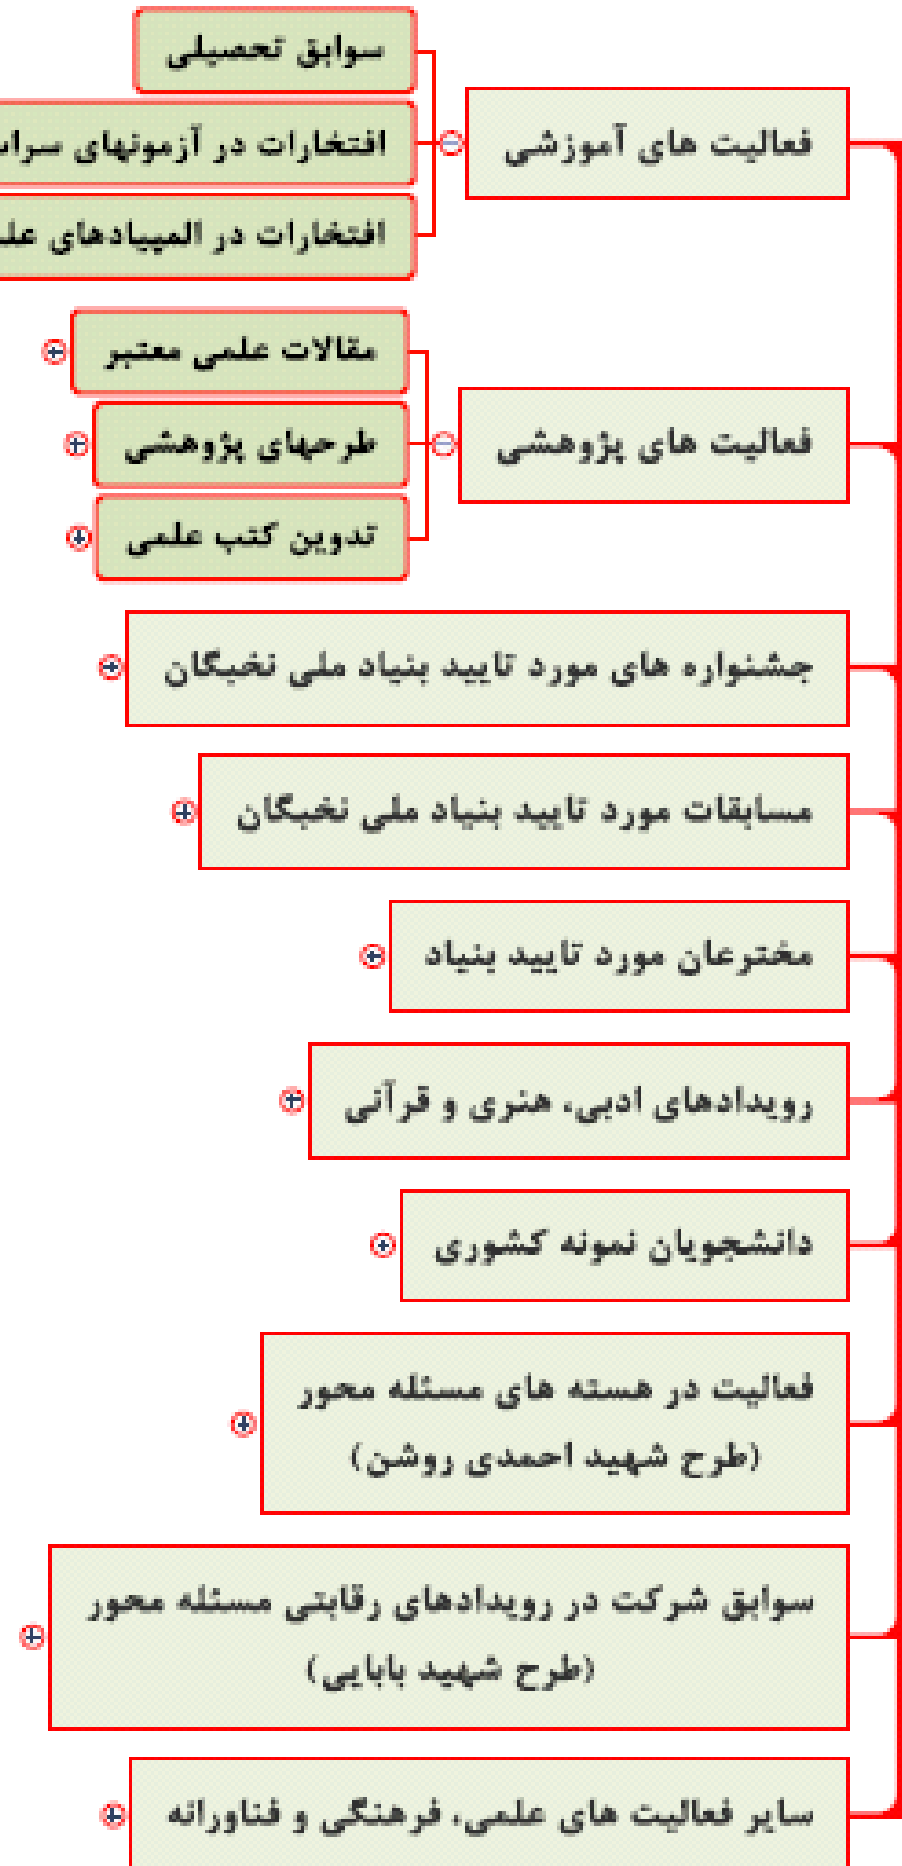 فعالیت های آموزشی
سوابق تحصیلی
افتخارات در آزمونهای
افتخارات در المپیادهای
فعالیت های پژوهشی
مقالات علمی معتبر
طرحهای پژوهشی
تدوین کتب علمی
جشنواره های مورد تایید بنیاد ملی نخبگان
مسابقات مورد تایید بنیاد ملی نخبگان
مخترعان مورد تایید بنیاد
رویدادهای ادبی، هنری و قرآنی
دانشجویان نمونه کشوری
فعالیت در هسته های مسئله محور
(طرح شهید احمدی روشن)
سوابق شرکت در رویدادهای رقابتی مسئله محور
(طرح شهید بابایی)
سایر فعالیت های علمی، فرهنگی و فناورانه